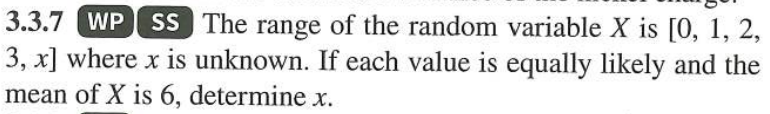 3.3.7 WP SS The range of the random variable X is [0, 1, 2,
3, x] where x is unknown. If each value is equally likely and the
mean of X is 6, determine x.